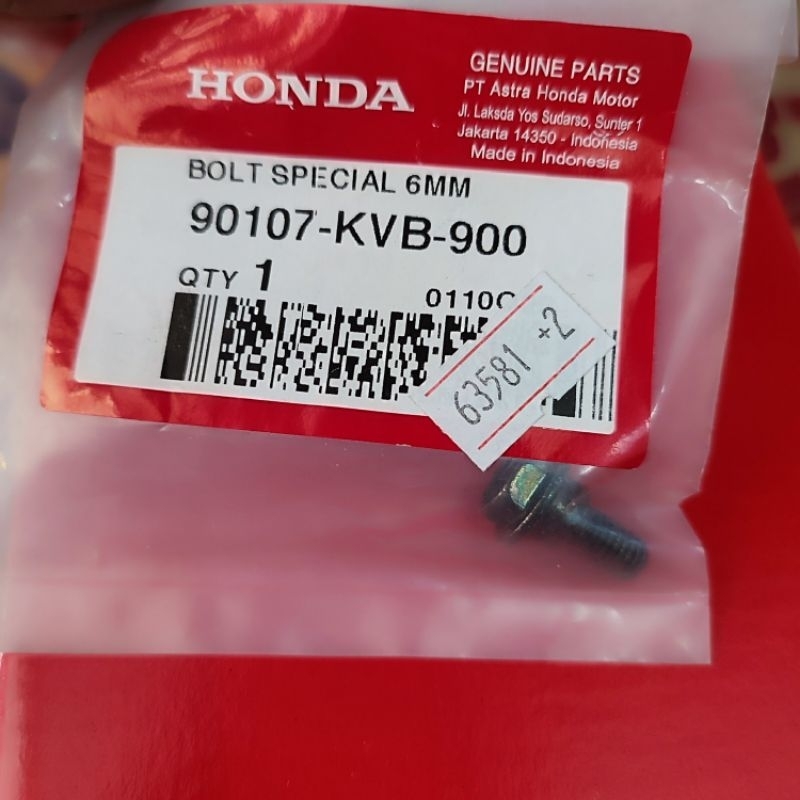 HONDA
GENUINE PARTS
PT Astra Honda Motor
Jl. Laksda Yos Sudarso, Sunter 1
Jakarta 14350 - Indonesia
Made in Indonesia
BOLT SPECIAL 6MM
90107-KVB-900
QTY 1
63581 +2